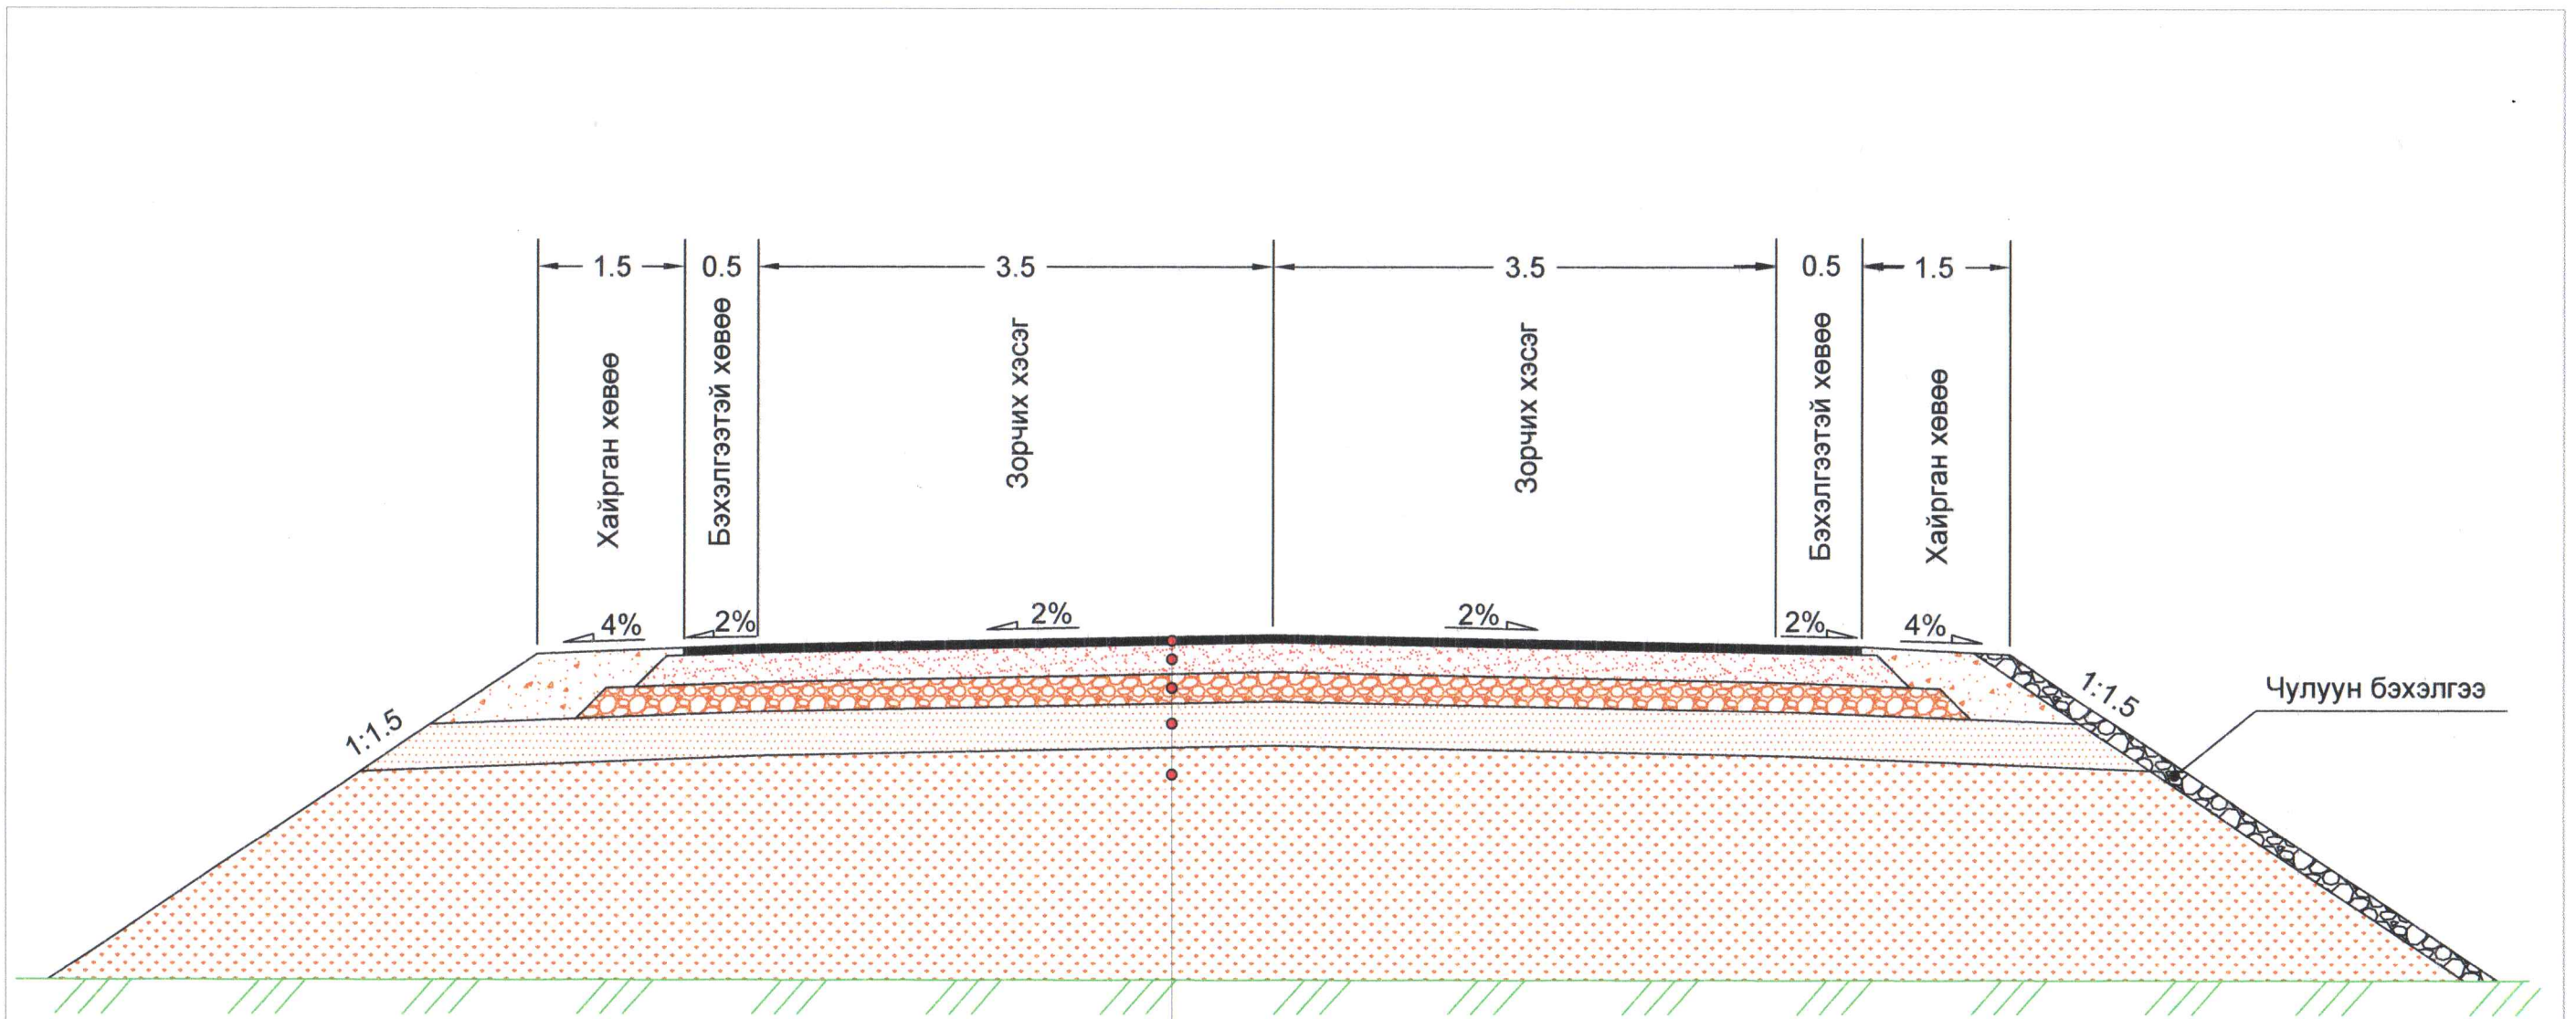 1.5 0.5 3.5 3.5 0.5 1.5
Хайрган хөвөө
Бэхэлгээтэй хөвөө
Зорчих хэсэг
Зорчих хэсэг
Бэхэлгээтэй хөвөө
Хайрган хөвөө
4% 2% 2% 2% 2% 4%
1:1.5
1:1.5
Чулуун бэхэлгээ